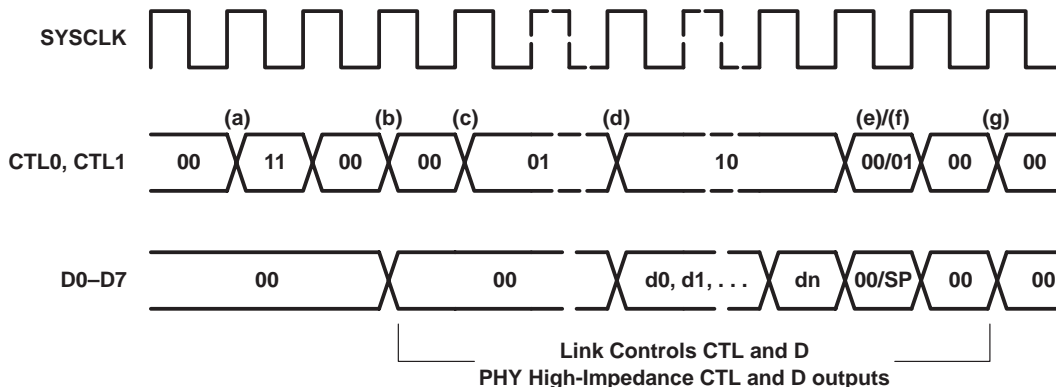 SYSCLK
(a) (b) (c) (d) (e)/(f) (g)
CTL0, CTL1 00 11 00 00 01 10 00/01 00 00
D0–D7 00 00 d0, d1, . . . dn 00/SP 00 00
Link Controls CTL and D
PHY High-Impedance CTL and D outputs